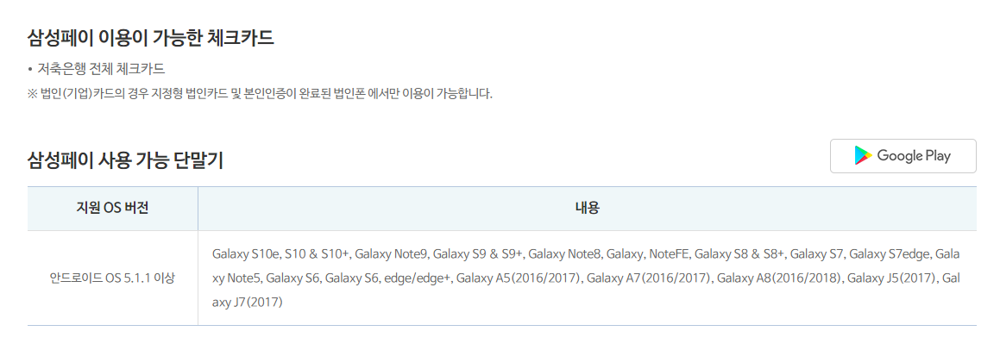 삼성페이 이용이 가능한 체크카드
• 저축은행 전체 체크카드
※ 법인(기업)카드의 경우 지정형 법인카드 및 본인인증이 완료된 법인폰 에서만 이용이 가능합니다.
삼성페이 사용 가능 단말기
Google Play
지원 OS 버전 내용
안드로이드 OS 5.1.1 이상
Galaxy S10e, S10 & S10+, Galaxy Note9, Galaxy S9 & S9+, Galaxy Note8, Galaxy, NoteFE, Galaxy S8 & S8+, Galaxy S7, Galaxy S7edge, Gala
xy Note5, Galaxy S6, Galaxy S6, edge/edge+, Galaxy A5(2016/2017), Galaxy A7(2016/2017), Galaxy A8(2016/2018), Galaxy J5(2017), Gal
axy J7(2017)